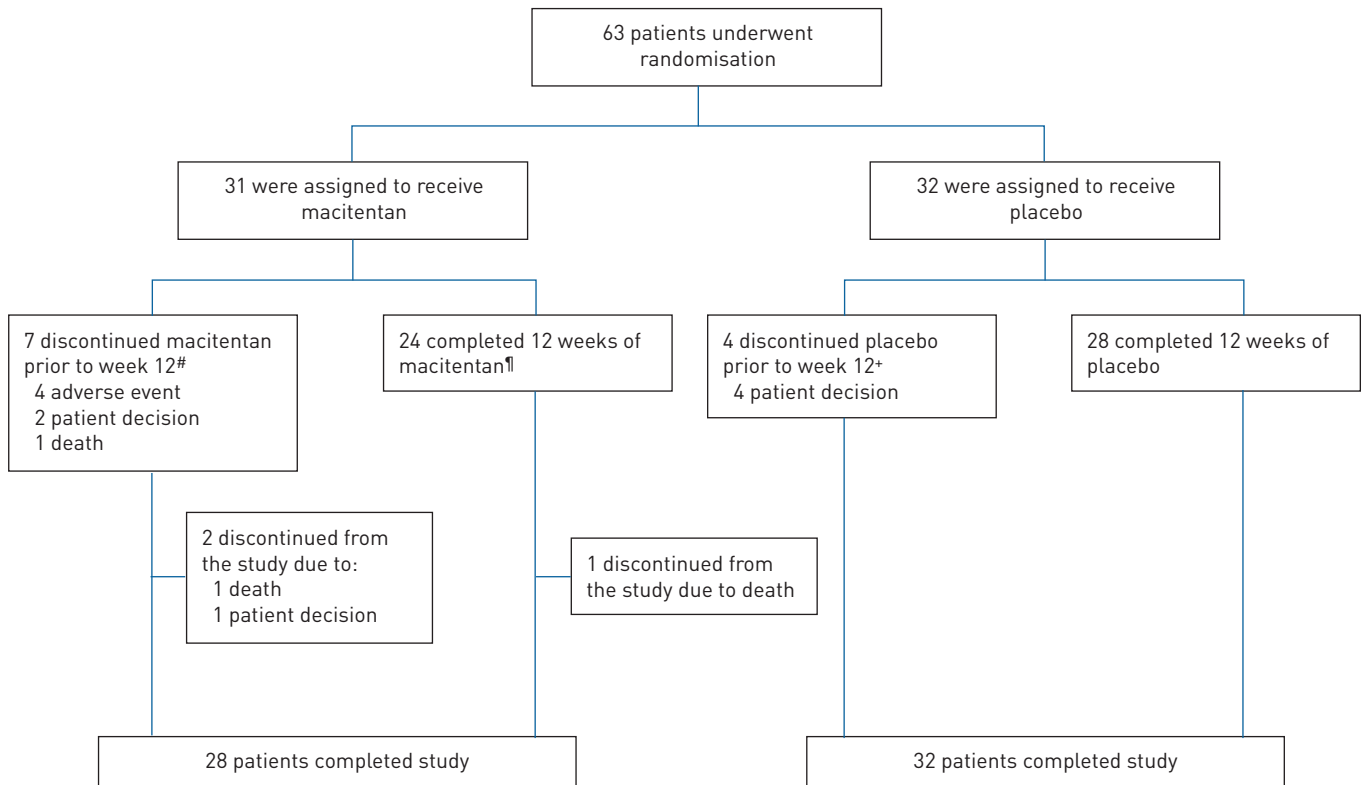 63 patients underwent
randomisation
31 were assigned to receive
macitentan
32 were assigned to receive
placebo
7 discontinued macitentan
prior to week 12#
4 adverse event
2 patient decision
1 death
24 completed 12 weeks of
macitentan¶
4 discontinued placebo
prior to week 12+
4 patient decision
28 completed 12 weeks of
placebo
2 discontinued from
the study due to:
1 death
1 patient decision
1 discontinued from
the study due to death
28 patients completed study
32 patients completed study